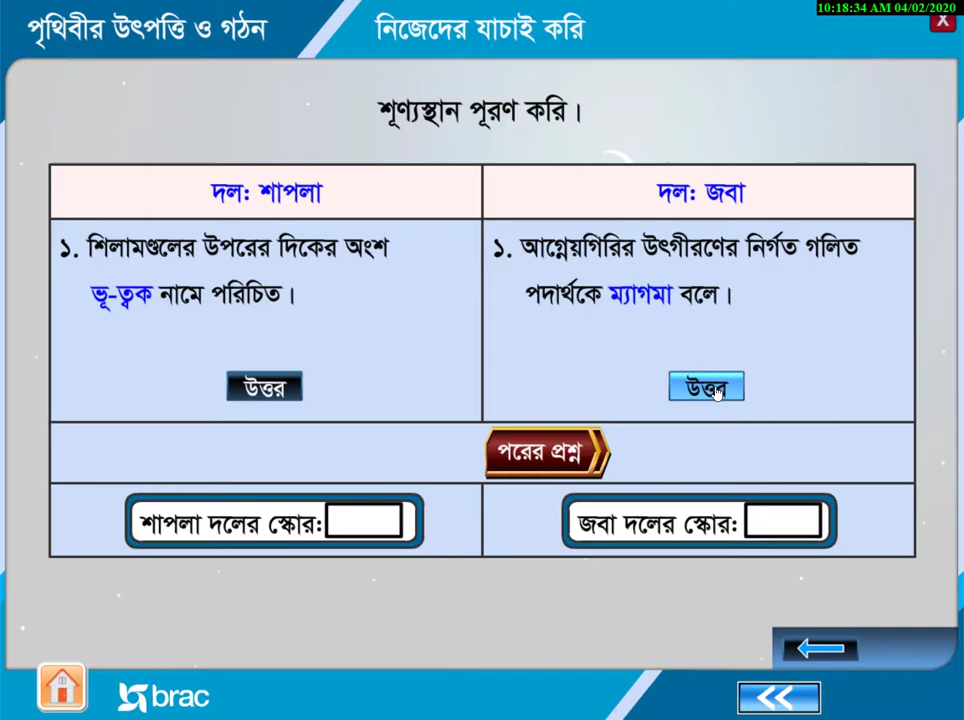 10:18:34 AM 04/02/2020
পৃথিবীর উৎপত্তি ও গঠন
নিজেদের যাচাই করি
X
শূণ্যস্থান পূরণ করি।
দল: শাপলা
দল: জবা
১. শিলামণ্ডলের উপরের দিকের অংশ
ভূ-ত্বক নামে পরিচিত।
১. আগ্নেয়গিরির উৎগীরণের নির্গত গলিত
পদার্থকে ম্যাগমা বলে।
উত্তর
উত্তর
পরের প্রশ্ন
শাপলা দলের স্কোর:
জবা দলের স্কোর:
brac